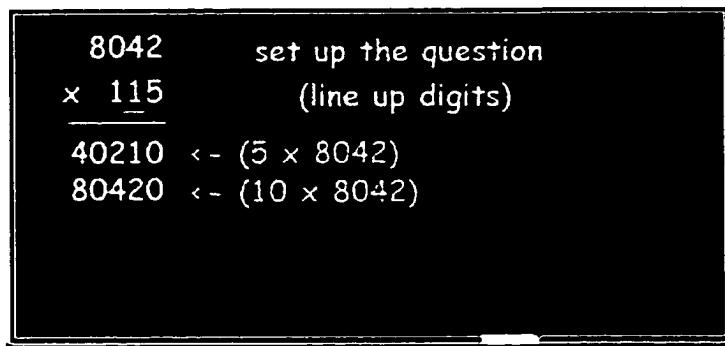 8042 set up the question
x 115 (line up digits)
40210 <- (5 x 8042)
80420 <- (10 x 8042)